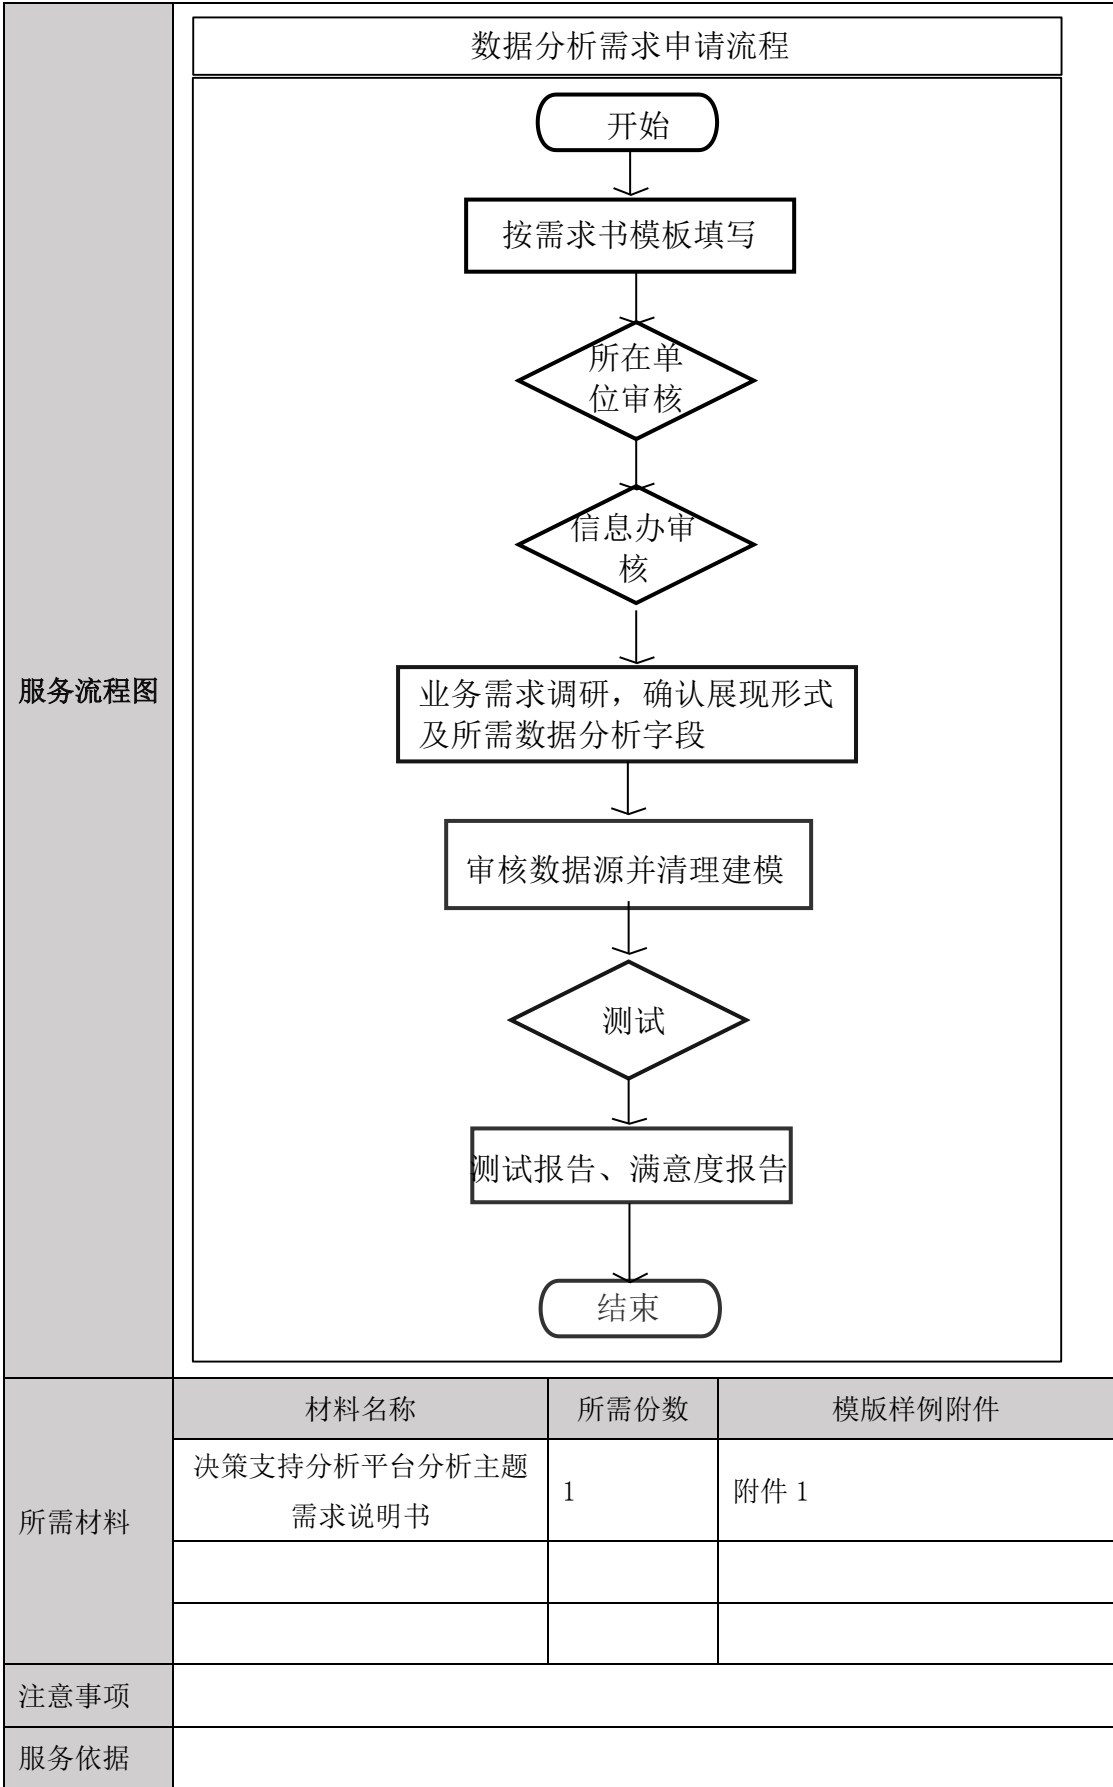 数据分析需求申请流程
开始
按需求书模板填写
所在单
位审核
信息办审
核
服务流程图
业务需求调研，确认展现形式
及所需数据分析字段
审核数据源并清理建模
测试
测试报告、满意度报告
结束
材料名称 所需份数 模版样例附件
所需材料
决策支持分析平台分析主题
需求说明书
1
附件 1
注意事项
服务依据